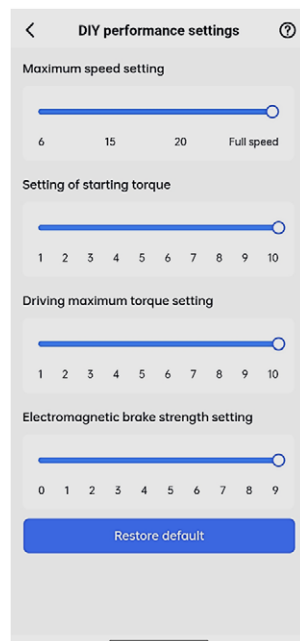 DIY performance settings
Maximum speed setting
6 15 20 Full speed
Setting of starting torque
1 2 3 4 5 6 7 8 9 10
Driving maximum torque setting
1 2 3 4 5 6 7 8 9 10
Electromagnetic brake strength setting
0 1 2 3 4 5 6 7 8 9
Restore default